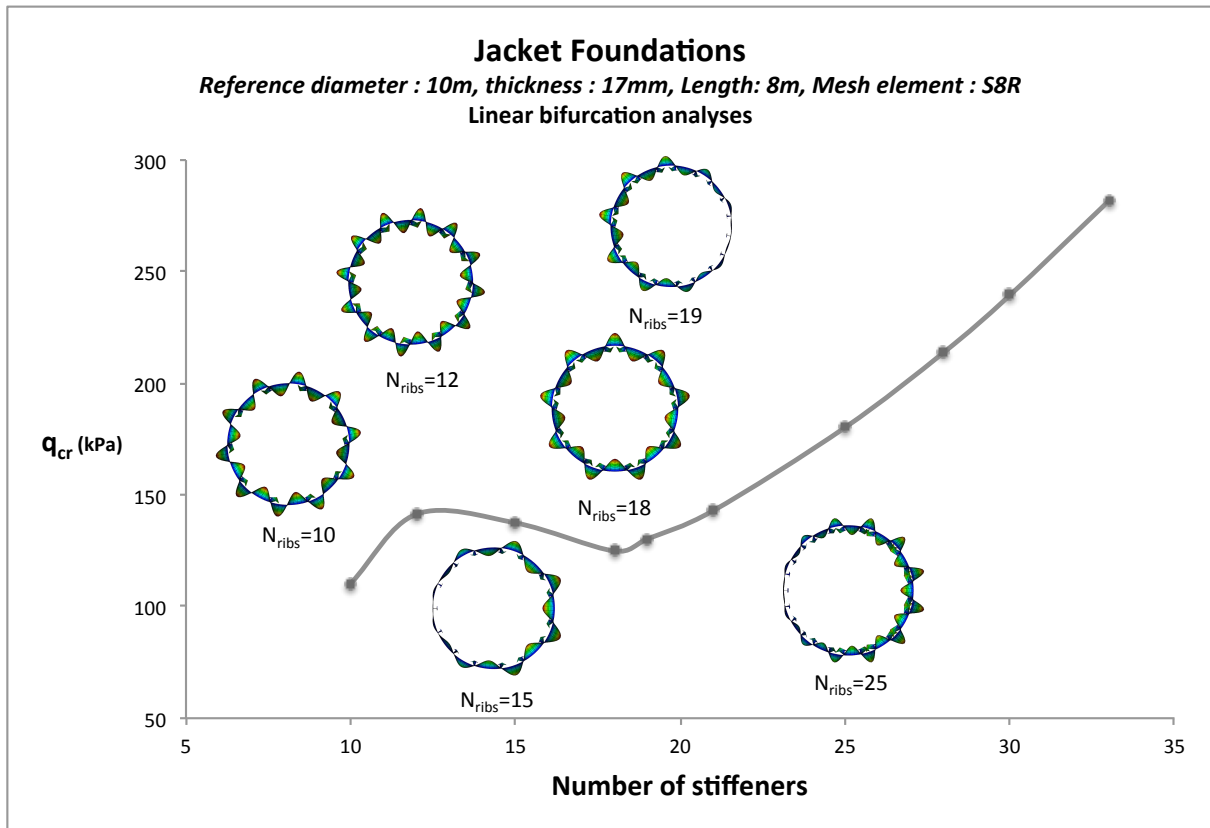 Jacket Foundations
Reference diameter : 10m, thickness : 17mm, Length: 8m, Mesh element : S8R
Linear bifurcation analyses
300
250
200
150
100
50
q_cr (kPa)
N_ribs=19
N_ribs=12
N_ribs=18
N_ribs=10
N_ribs=15
N_ribs=25
5 10 15 20 25 30 35
Number of stiffeners